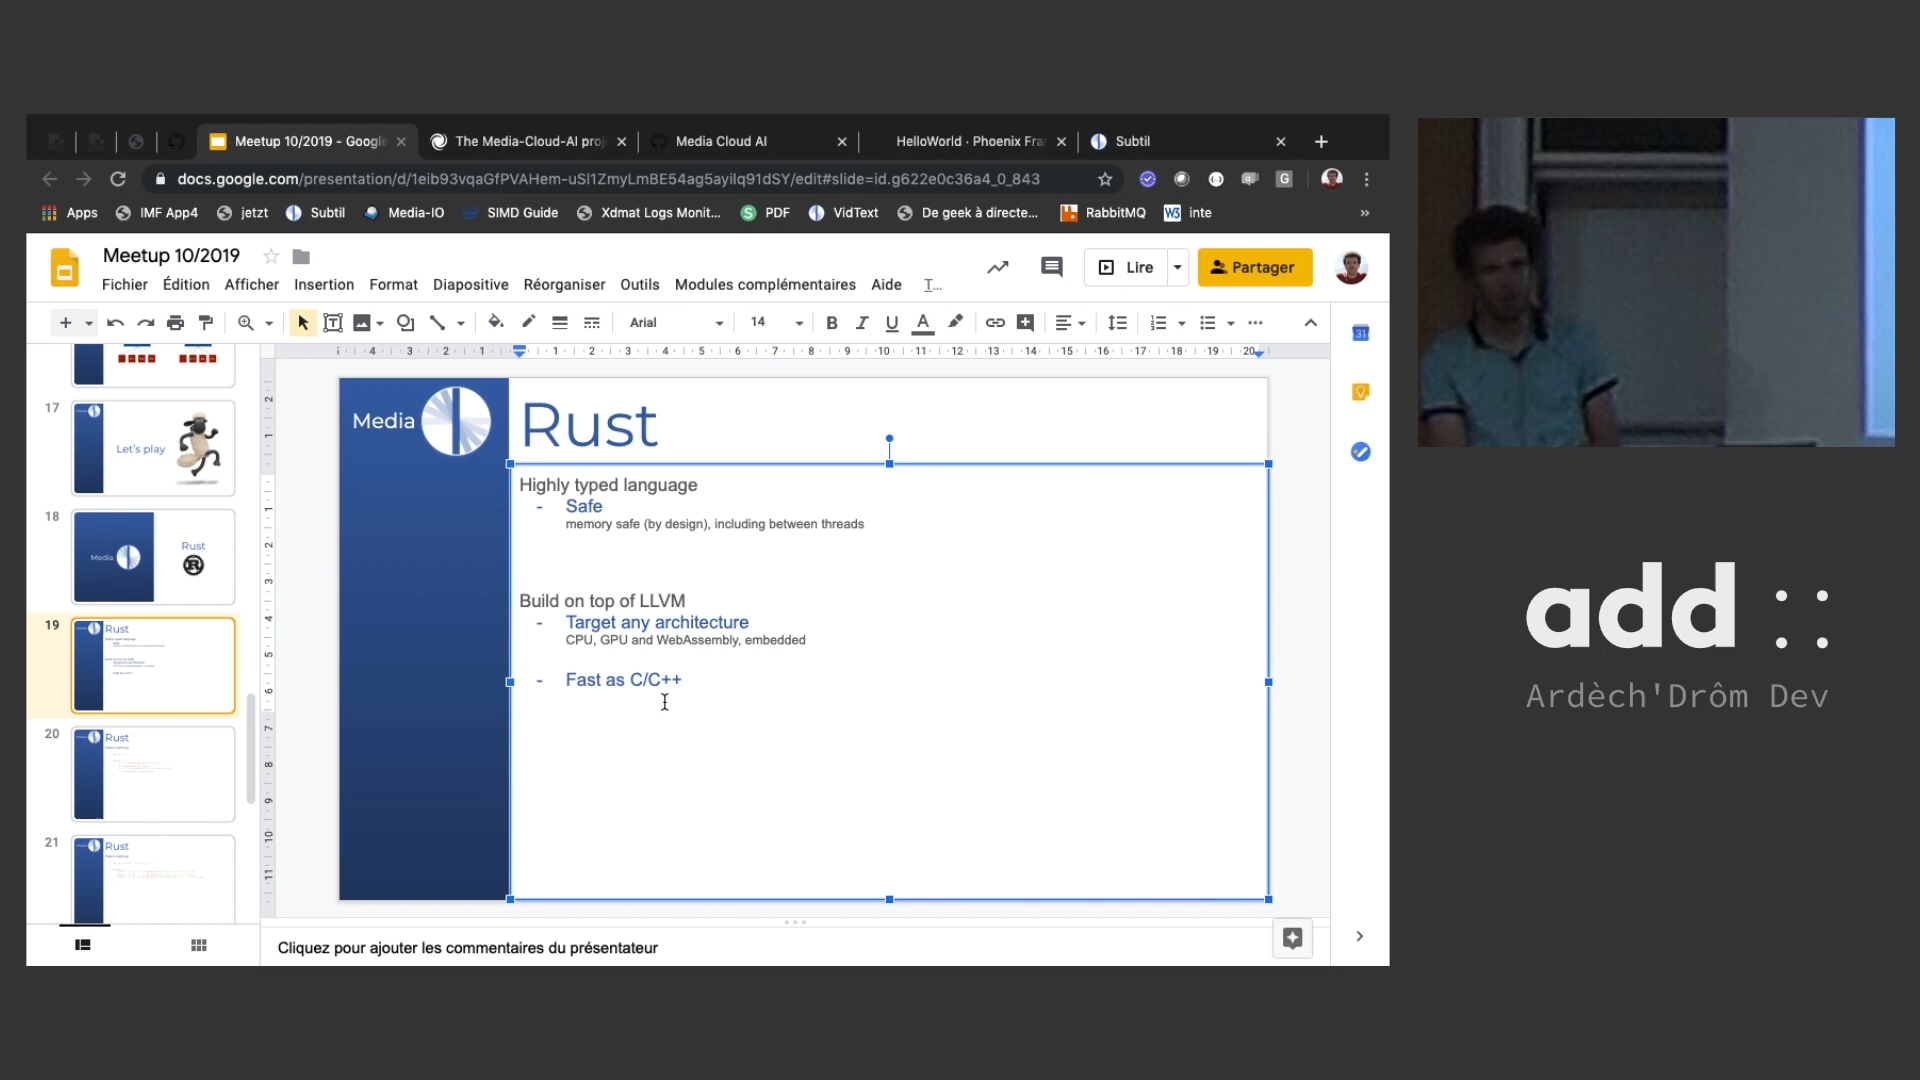 Meetup 10/2019 - Google
The Media-Cloud-AI proj
Media Cloud AI
HelloWorld · Phoenix Fra
Subtil
docs.google.com/presentation/d/1eib93vqaGfPVAHem-uSl1ZmyLmBE54ag5ayilq91dSY/edit#slide=id.g622e0c36a4_0_843
G
Apps
IMF App4
jetzt
Subtil
Media-IO
SIMD Guide
Xdmat Logs Monit...
PDF
VidText
De geek à directe...
RabbitMQ
inte
Meetup 10/2019
Lire
Partager
Fichier Édition Afficher Insertion Format Diapositive Réorganiser Outils Modules complémentaires Aide T...
Arial
14
B I U A
17
Let's play
18
Media
Rust
19
Rust
20
Rust
21
Rust
Media
Rust
Highly typed language
- Safe
memory safe (by design), including between threads
Build on top of LLVM
- Target any architecture
CPU, GPU and WebAssembly, embedded
- Fast as C/C++
Cliquez pour ajouter les commentaires du présentateur
add ::
Ardèch'Drôm Dev